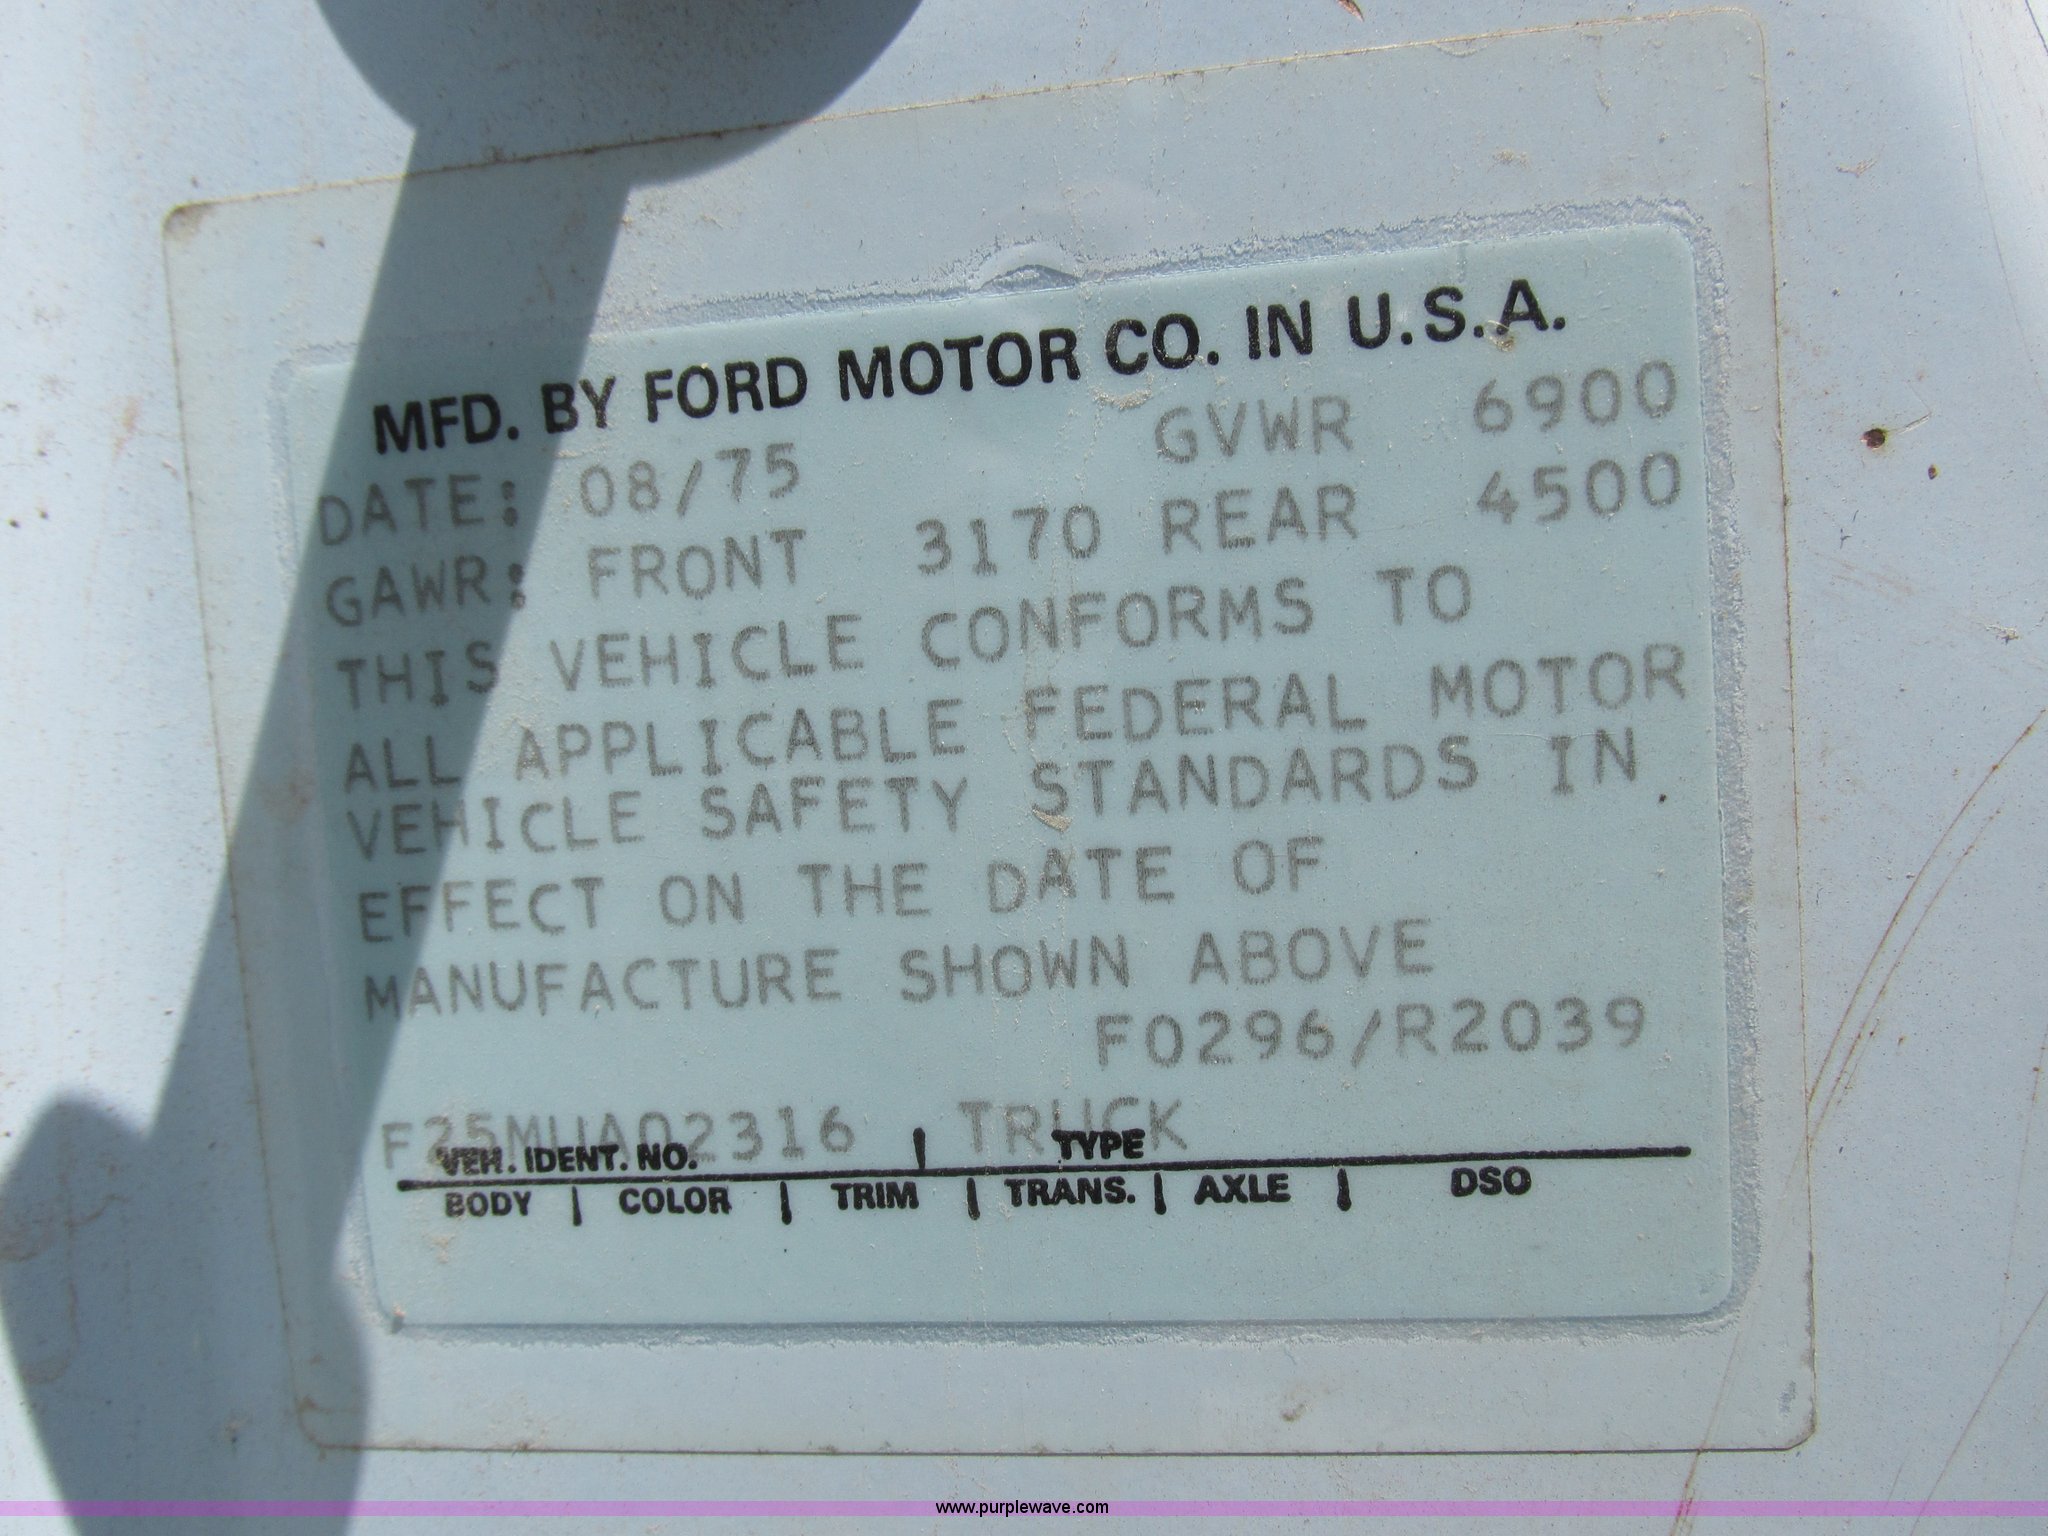 MFD. BY FORD MOTOR CO. IN U.S.A.
DATE: 08/75 GVWR 6900
GAWR: FRONT 3170 REAR 4500
THIS VEHICLE CONFORMS TO
ALL APPLICABLE FEDERAL MOTOR
VEHICLE SAFETY STANDARDS IN
EFFECT ON THE DATE OF
MANUFACTURE SHOWN ABOVE
F0296/R2039
F25MUA02316 TRUCK
VEH. IDENT. NO. | TYPE
BODY | COLOR | TRIM | TRANS. | AXLE | DSO
www.purplewave.com